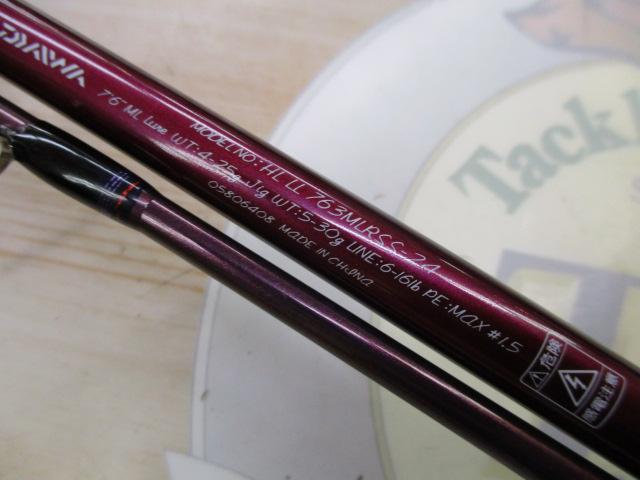 DAIWA
MODEL NO: HL LL 763MLRSS-24
7'6" ML Lure WT: 4-25g Jig WT: 5-30g LINE: 6-16lb PE: MAX #1.5
05806408 MADE IN CHINA
危険
感電注意
Tack